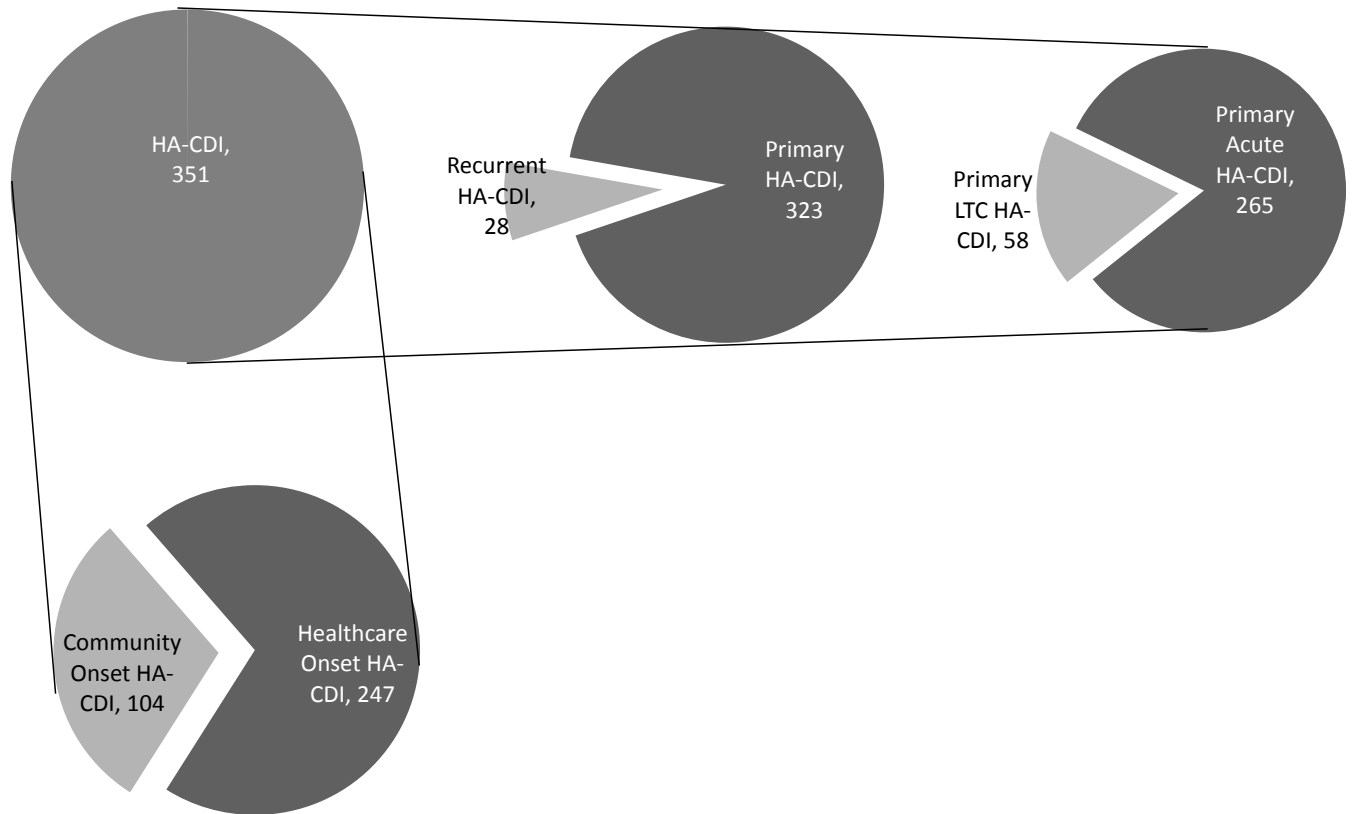 HA-CDI,
351
Recurrent
HA-CDI,
28
Primary
HA-CDI,
323
Primary
LTC HA-
CDI, 58
Primary
Acute
HA-CDI,
265
Community
Onset HA-
CDI, 104
Healthcare
Onset HA-
CDI, 247